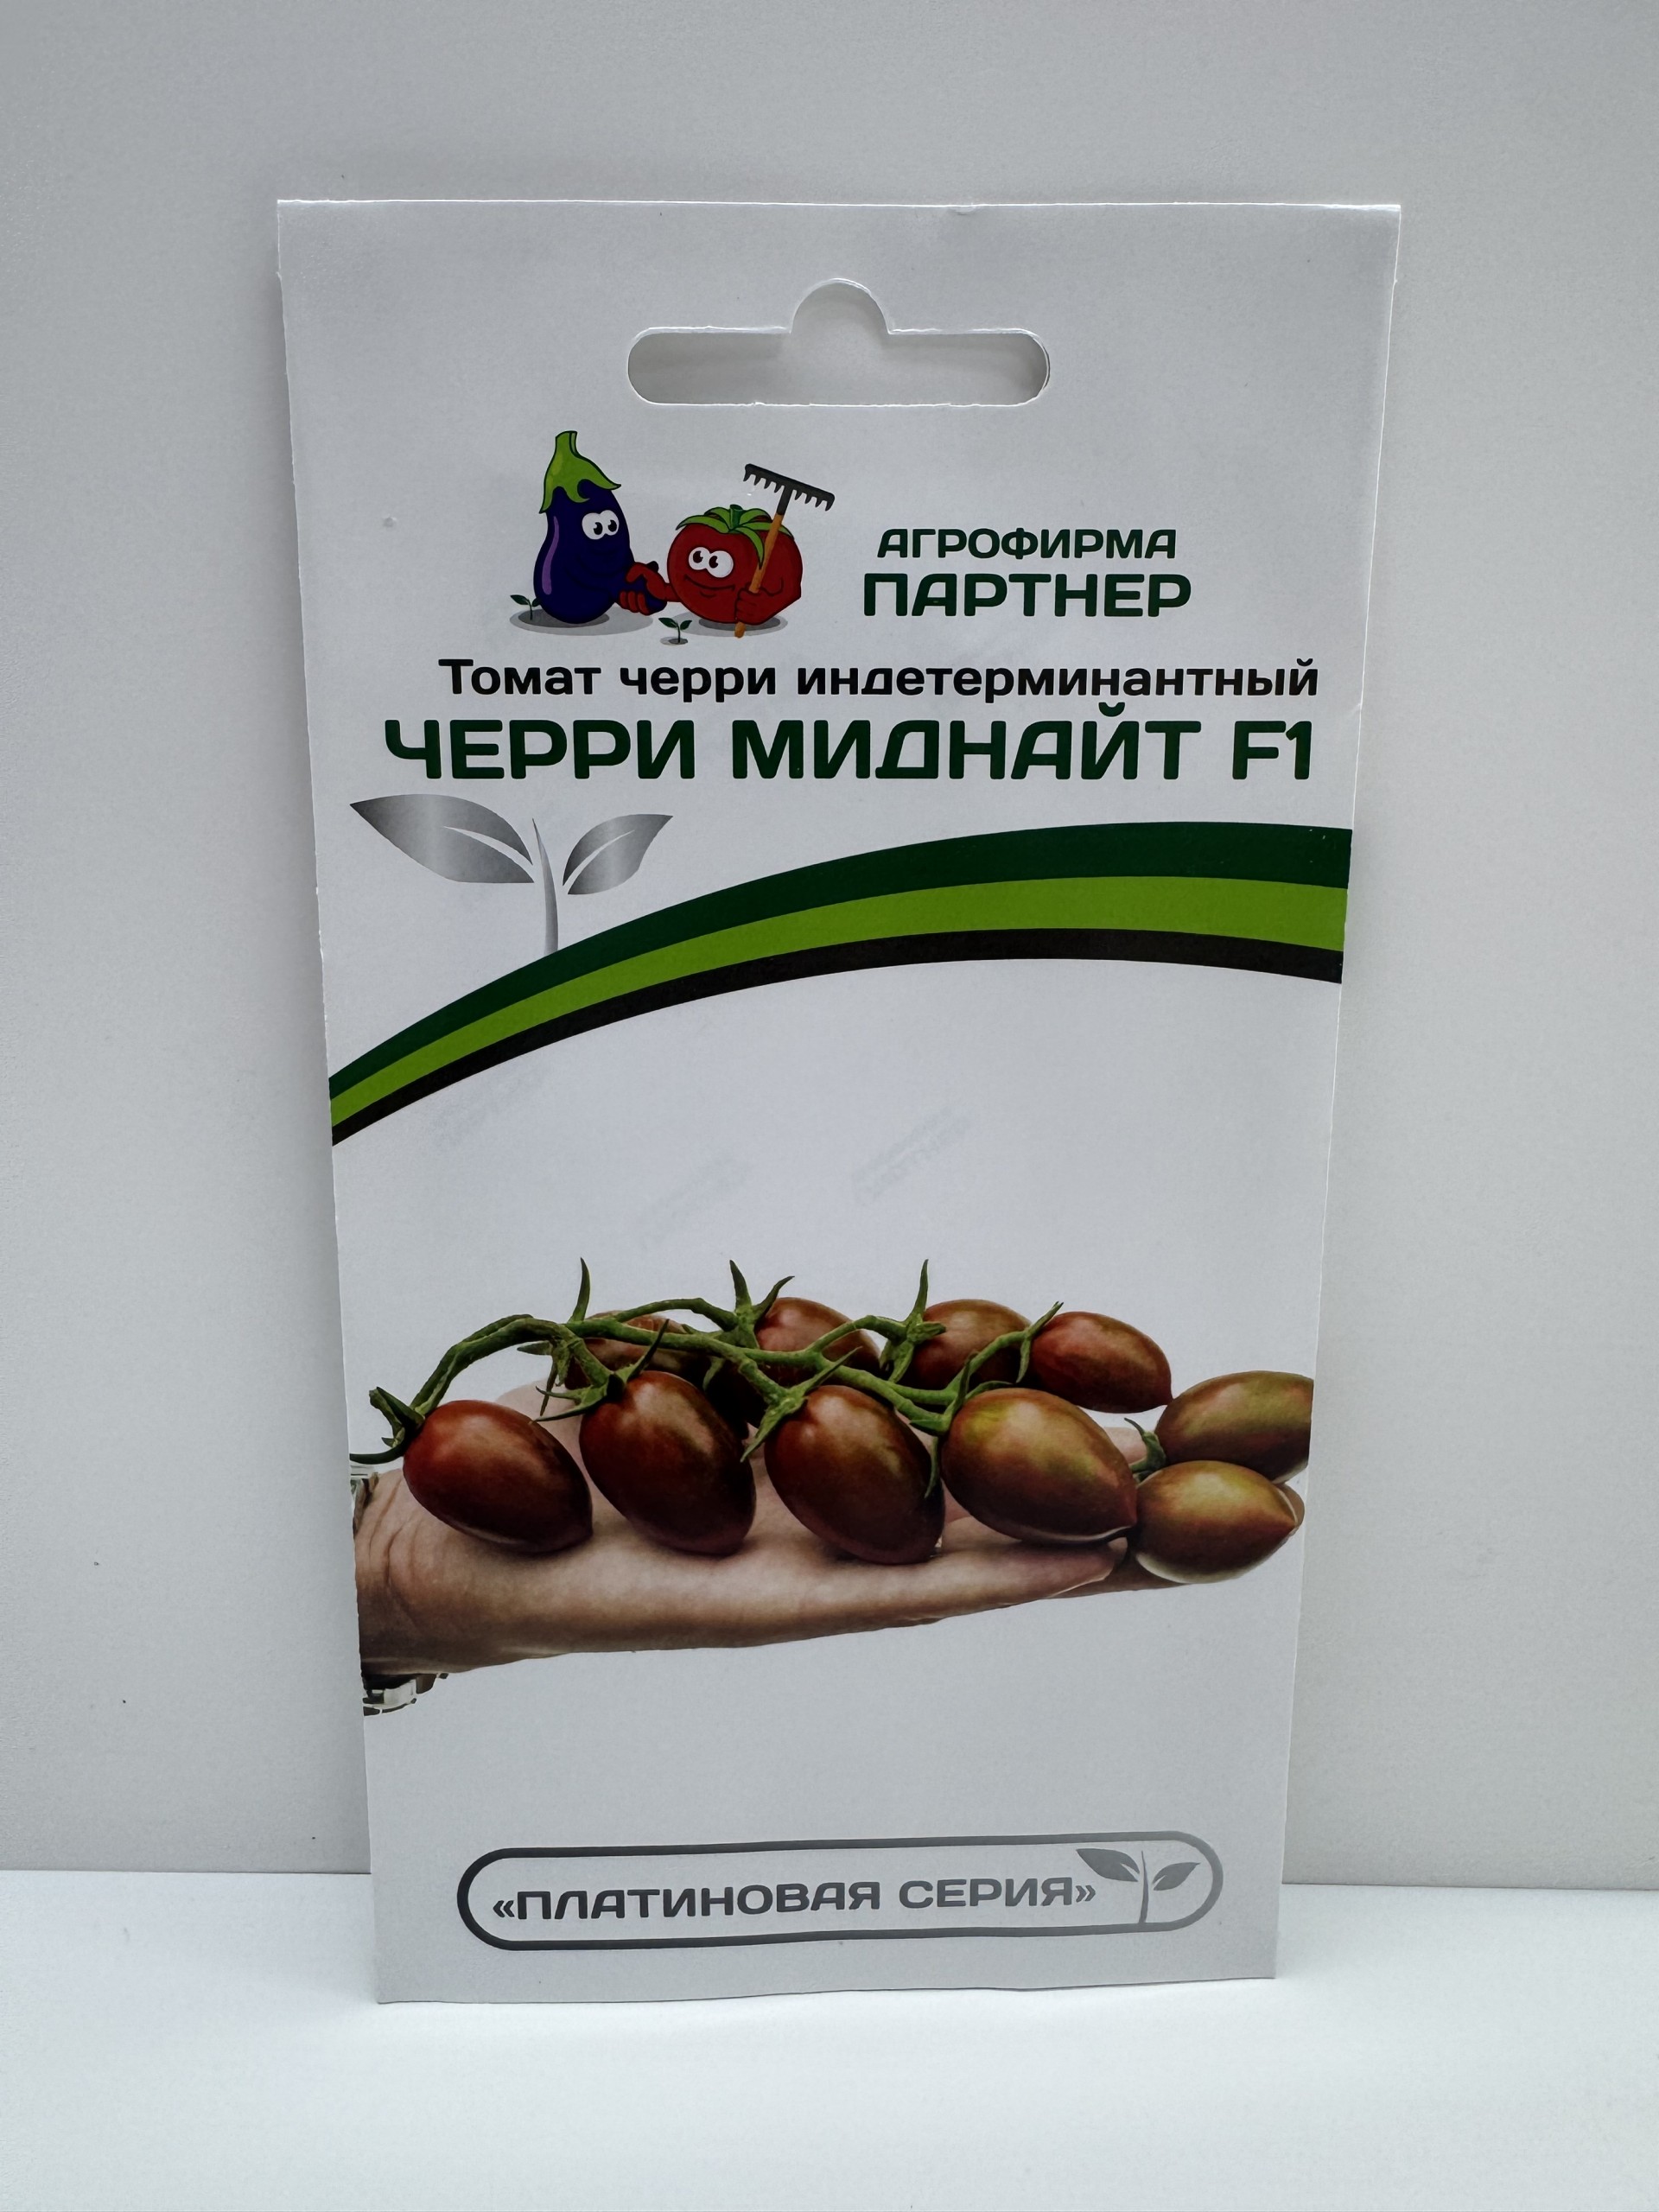 АГРОФИРМА
ПАРТНЕР
Томат черри индетерминантный
ЧЕРРИ МИДНАЙТ F1
«ПЛАТИНОВАЯ СЕРИЯ»